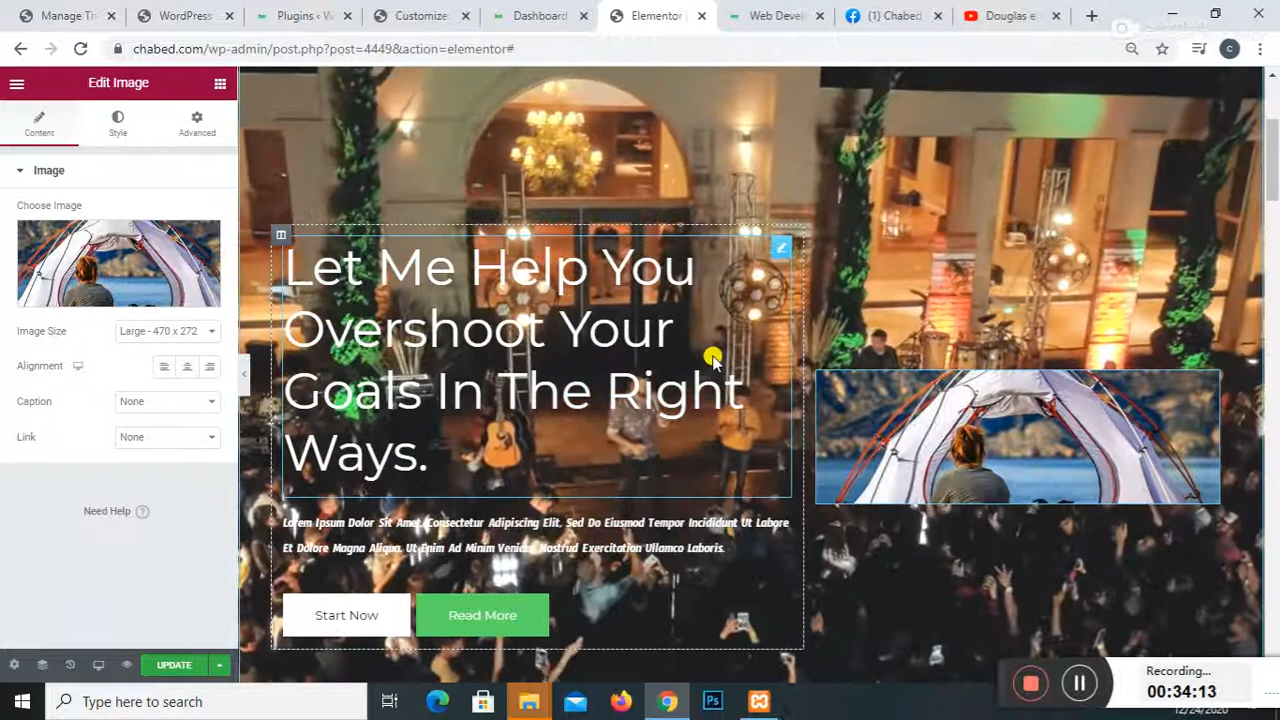 Manage Th
WordPress
Plugins ‹ W
Customize:
Dashboard
Elementor
Web Devel
(1) Chabed
Douglas e
chabed.com/wp-admin/post.php?post=4449&action=elementor#
C
Edit Image
Content
Style
Advanced
Image
Choose Image
Image Size
Large - 470 x 272
Alignment
Caption
None
Link
None
Need Help
UPDATE
Let Me Help You
Overshoot Your
Goals In The Right
Ways.
Lorem Ipsum Dolor Sit Amet, Consectetur Adipiscing Elit, Sed Do Eiusmod Tempor Incididunt Ut Labore
Et Dolore Magna Aliqua. Ut Enim Ad Minim Veniam, Nostrud Exercitation Ullamco Laboris.
Start Now
Read More
Recording...
00:34:13
Type here to search
Ps
12/24/2020